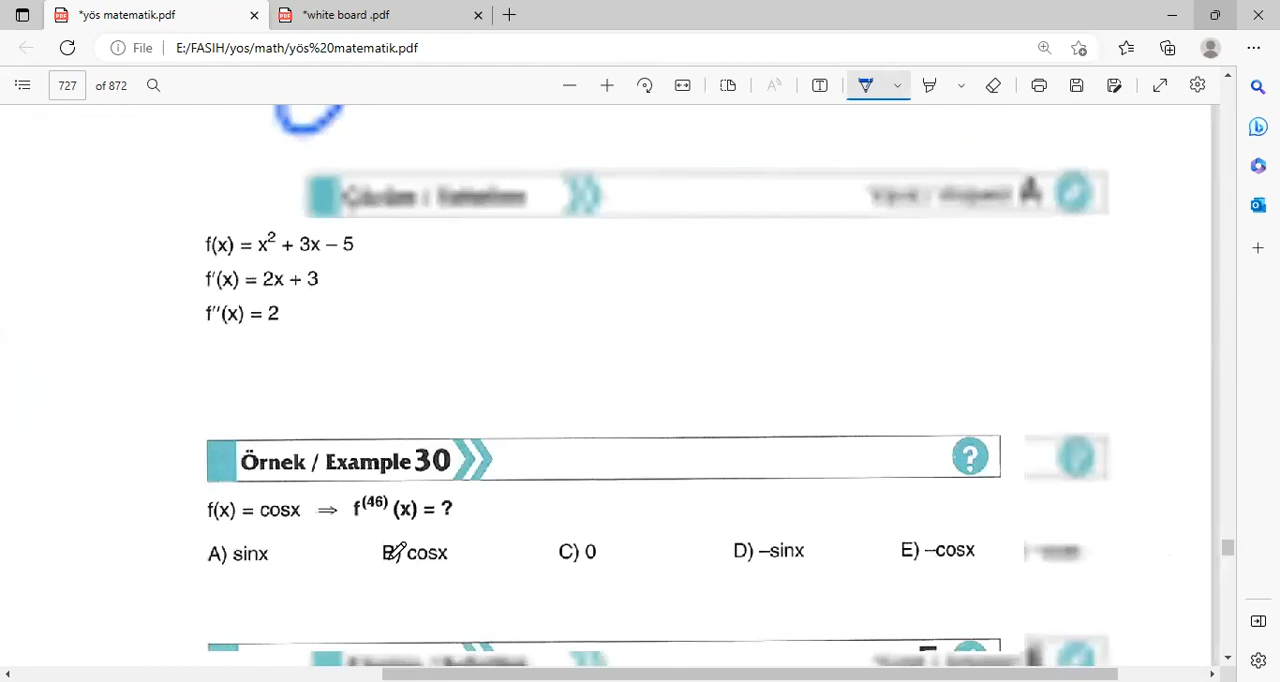 *yös matematik.pdf
*white board .pdf
File
E:/FASIH/yos/math/yös%20matematik.pdf
727
of 872
f(x) = x² + 3x – 5
f′(x) = 2x + 3
f′′(x) = 2
Örnek / Example 30
?
f(x) = cosx ⇒ f⁽⁴⁶⁾ (x) = ?
A) sinx
B) cosx
C) 0
D) –sinx
E) –cosx